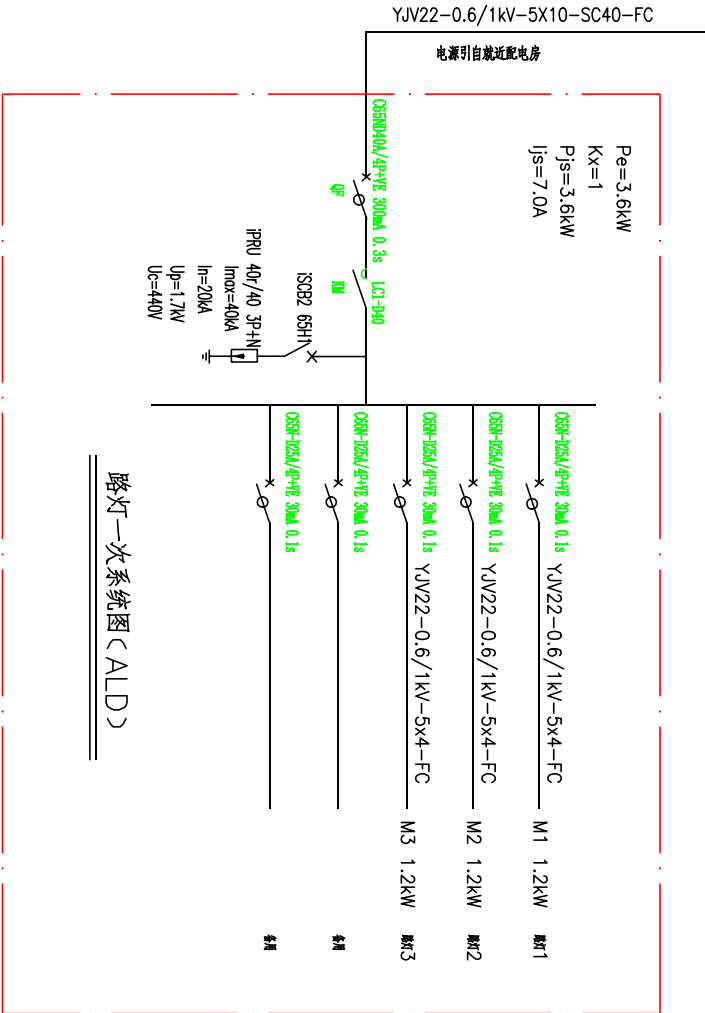 YJV22-0.6/1kV-5X10-SC40-FC
电源引自就近配电房
Pe=3.6kW
Kx=1
Pjs=3.6kW
Ijs=7.0A
C65ND40A/4P+VE 300mA 0.3s
QF
LC1-D40
KM
iSCB2 65H1
iPRU 40r/40 3P+N
Imax=40kA
In=20kA
Up=1.7kV
Uc=440V
C65N-D25A/4P+VE 30mA 0.1s
YJV22-0.6/1kV-5x4-FC
M1 1.2kW
路灯1
C65N-D25A/4P+VE 30mA 0.1s
YJV22-0.6/1kV-5x4-FC
M2 1.2kW
路灯2
C65N-D25A/4P+VE 30mA 0.1s
YJV22-0.6/1kV-5x4-FC
M3 1.2kW
路灯3
C65N-D25A/4P+VE 30mA 0.1s
备用
C65N-D25A/4P+VE 30mA 0.1s
备用
路灯一次系统图(ALD)